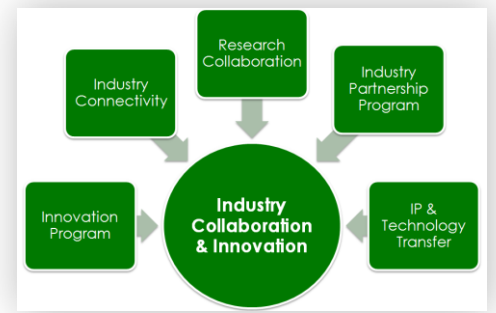 Research
Collaboration
Industry
Connectivity
Industry
Partnership
Program
Innovation
Program
Industry
Collaboration
& Innovation
IP &
Technology
Transfer